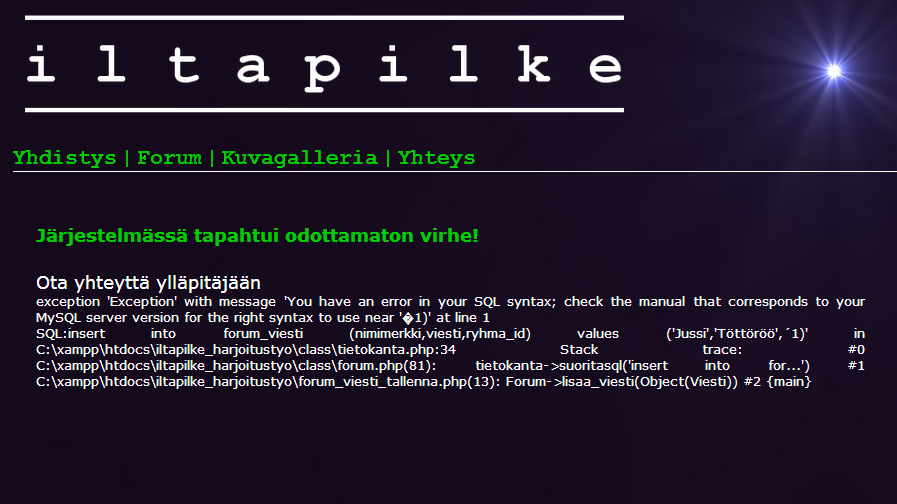 iltapilke
Yhdistys | Forum | Kuvagalleria | Yhteys
Järjestelmässä tapahtui odottamaton virhe!
Ota yhteyttä ylläpitäjään
exception 'Exception' with message 'You have an error in your SQL syntax; check the manual that corresponds to your
MySQL server version for the right syntax to use near '�1)' at line 1
SQL:insert into forum_viesti (nimimerkki,viesti,ryhma_id) values ('Jussi','Töttöröö',´1)' in
C:\xampp\htdocs\iltapilke_harjoitustyo\class\tietokanta.php:34 Stack trace: #0
C:\xampp\htdocs\iltapilke_harjoitustyo\class\forum.php(81): tietokanta->suoritasql('insert into for...') #1
C:\xampp\htdocs\iltapilke_harjoitustyo\forum_viesti_tallenna.php(13): Forum->lisaa_viesti(Object(Viesti)) #2 {main}